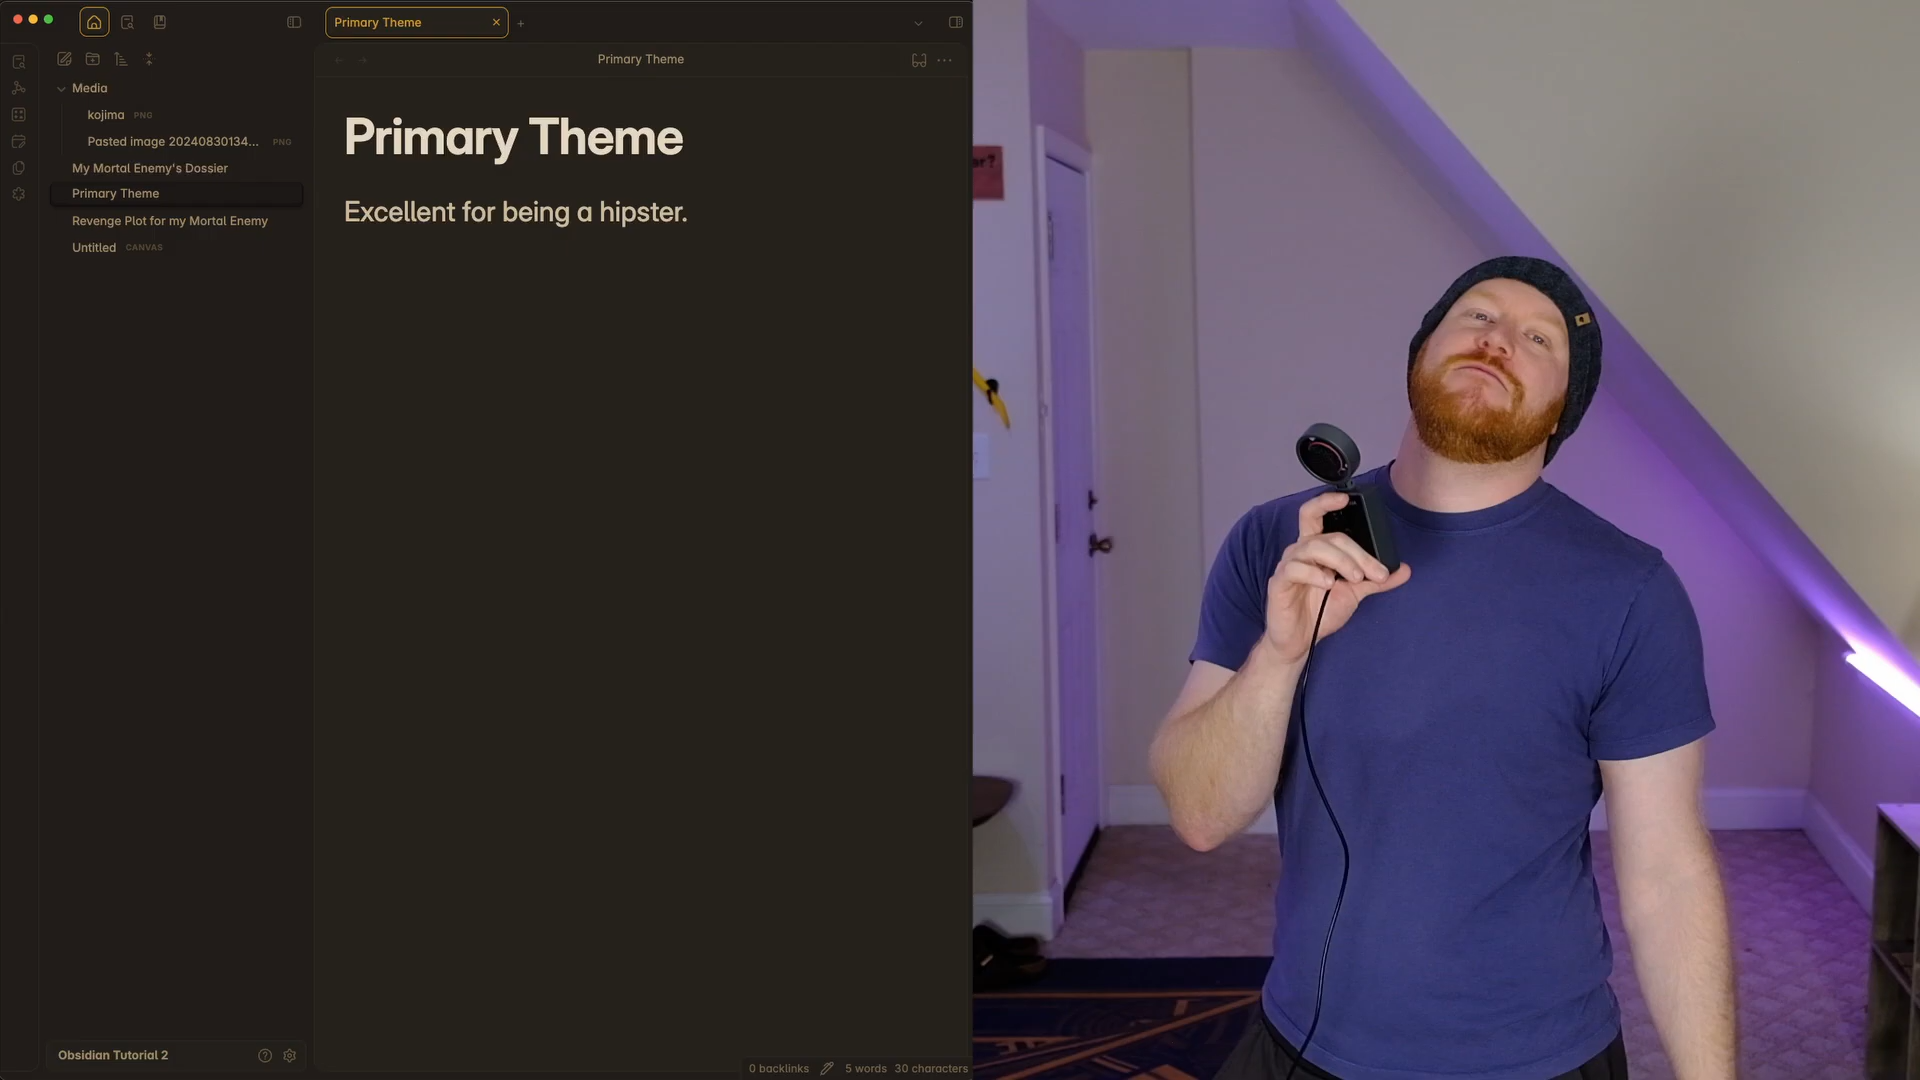 Primary Theme
Primary Theme
Media
kojima PNG
Pasted image 20240830134... PNG
My Mortal Enemy's Dossier
Primary Theme
Revenge Plot for my Mortal Enemy
Untitled CANVAS
Primary Theme
Excellent for being a hipster.
Obsidian Tutorial 2
0 backlinks 5 words 30 characters